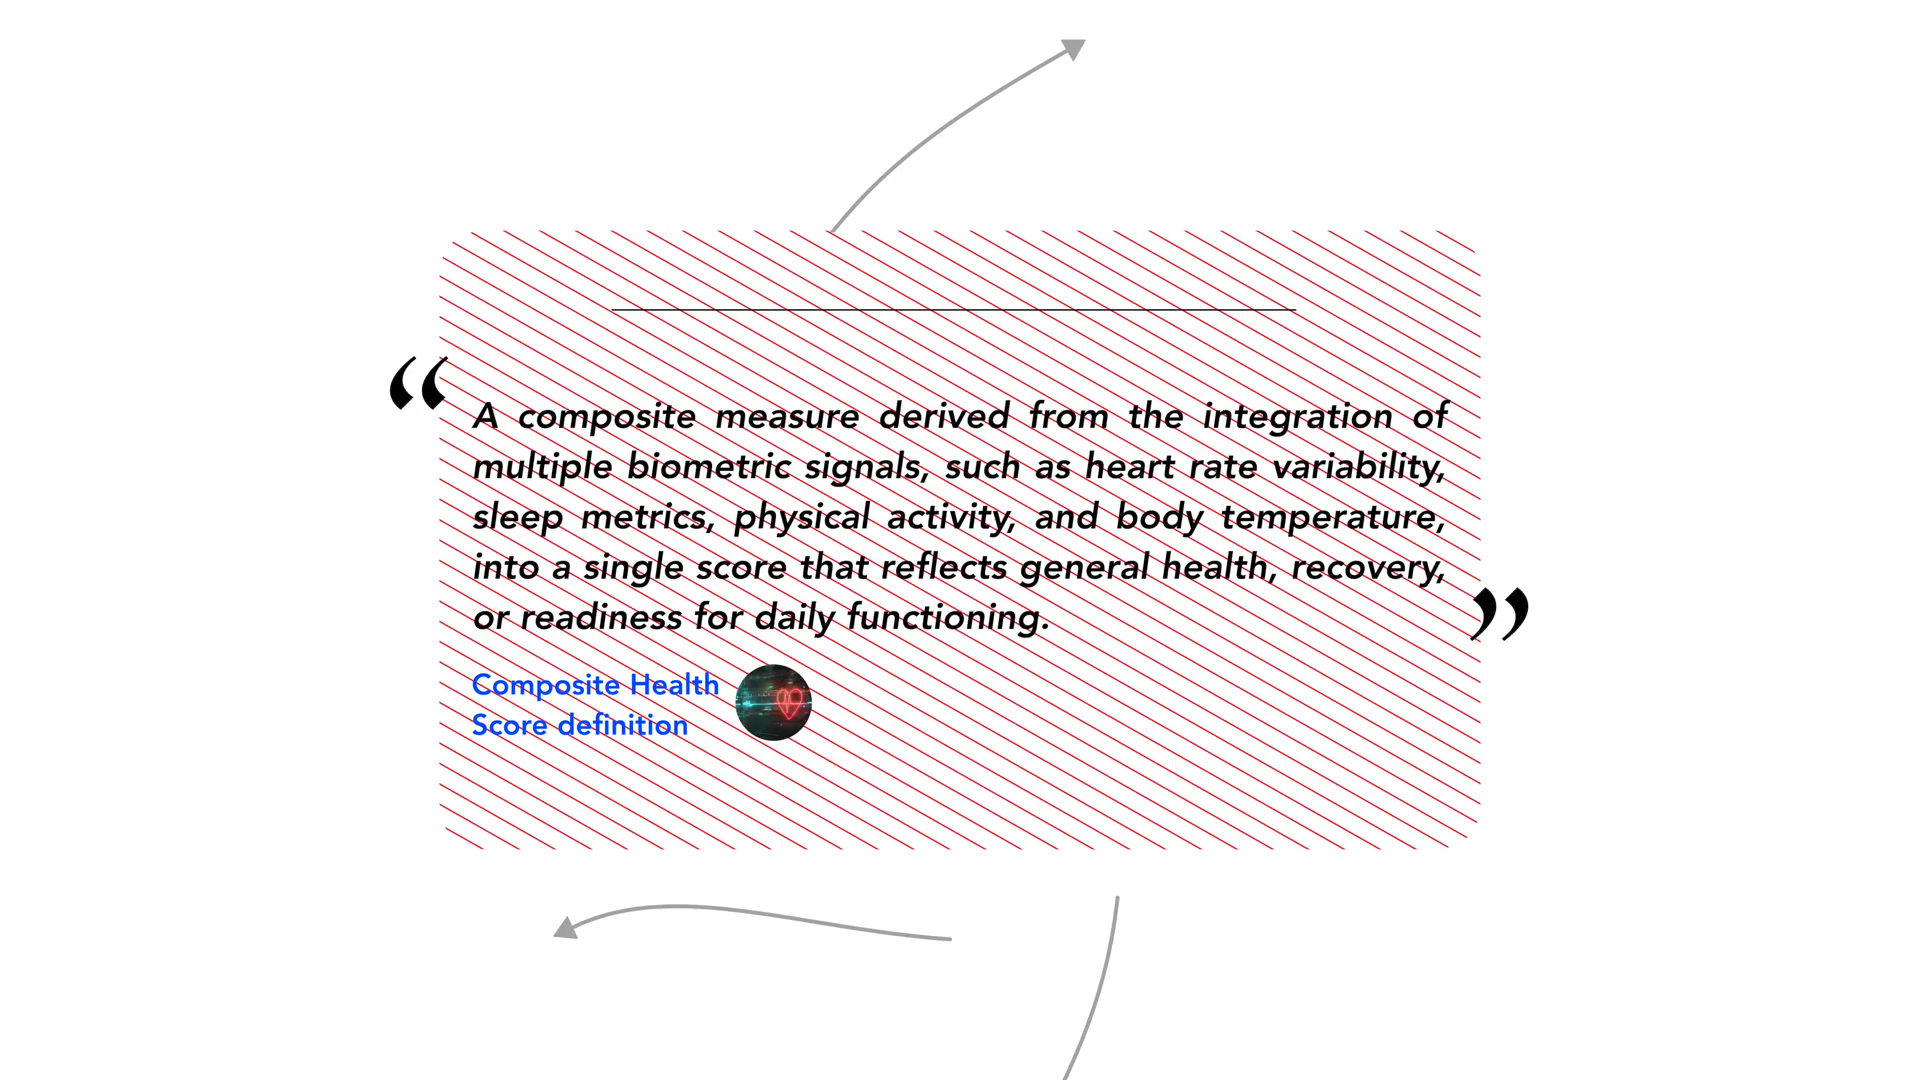 “
A composite measure derived from the integration of
multiple biometric signals, such as heart rate variability,
sleep metrics, physical activity, and body temperature,
into a single score that reflects general health, recovery,
or readiness for daily functioning.
”
Composite Health
Score definition